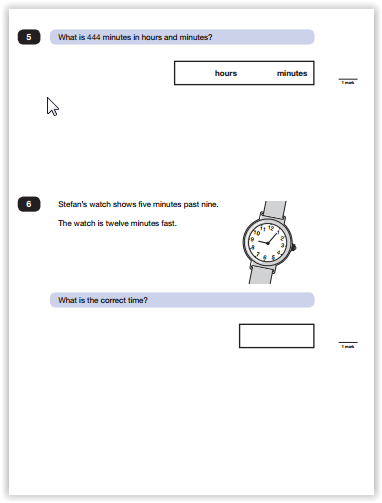 5 What is 444 minutes in hours and minutes?
hours minutes
1 mark
6 Stefan's watch shows five minutes past nine.
The watch is twelve minutes fast.
12
1
2
3
4
5
6
7
8
9
10
11
What is the correct time?
1 mark